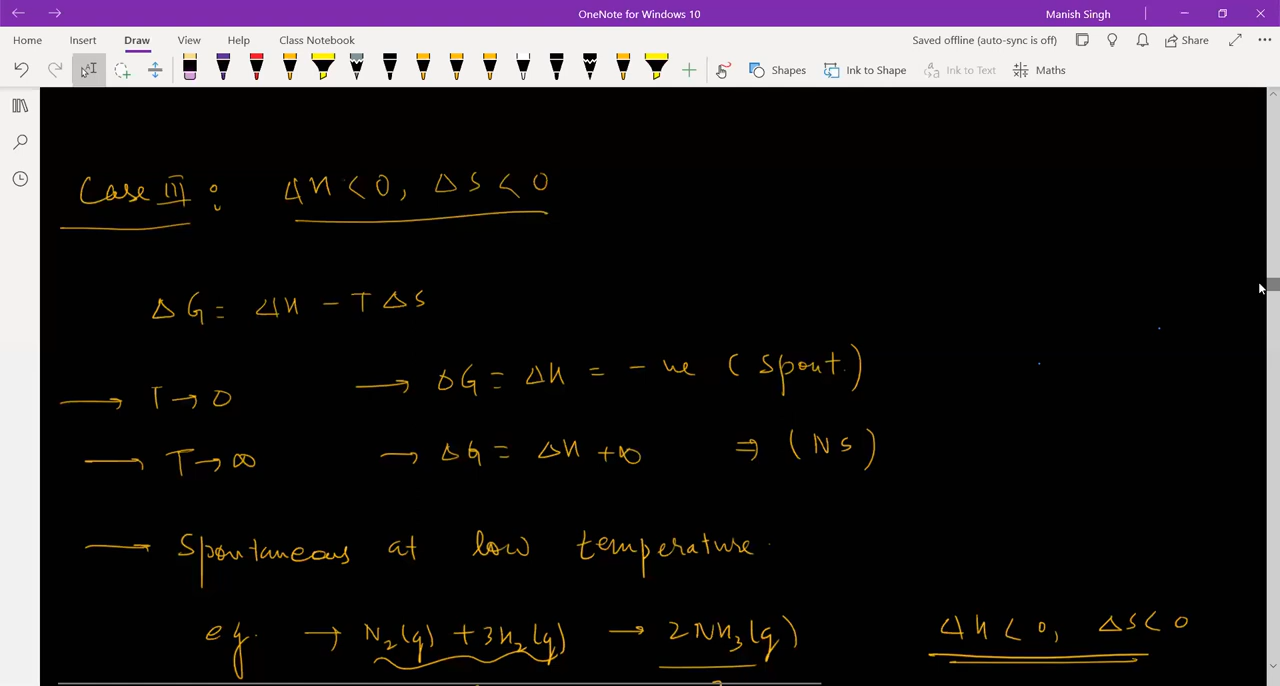 OneNote for Windows 10
Manish Singh
Home Insert Draw View Help Class Notebook
Saved offline (auto-sync is off) Share
Shapes Ink to Shape Ink to Text Maths
Case III : ΔH < 0, ΔS < 0
ΔG = ΔH - TΔS
→ T → 0 → ΔG = ΔH = -ve (Spont.)
→ T → ∞ → ΔG = ΔH + ∞ ⇒ (NS)
→ Spontaneous at low temperature.
eg. → N₂(g) + 3H₂(g) → 2NH₃(g) ΔH < 0, ΔS < 0